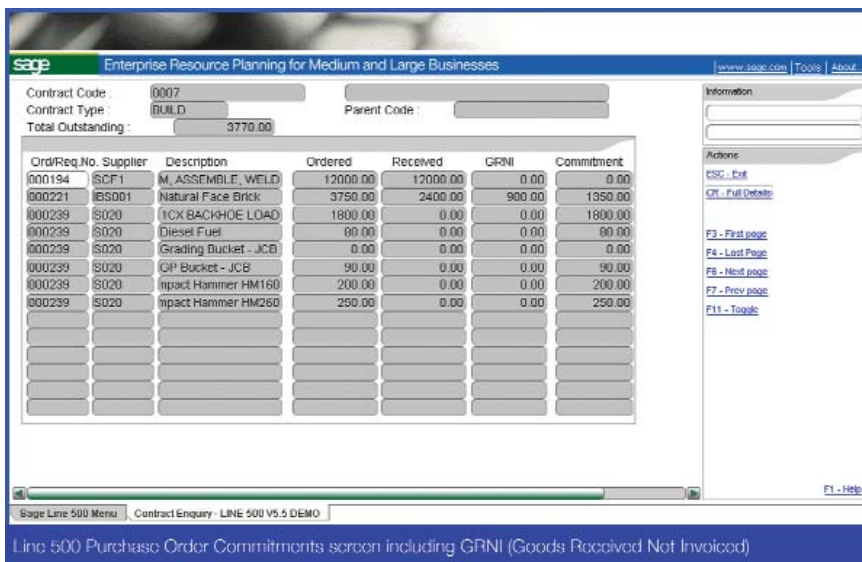 sage Enterprise Resource Planning for Medium and Large Businesses www.sage.com Tools About
Contract Code : 0007
Contract Type : BUILD Parent Code :
Total Outstanding : 3770.00
Ord/Req.No. Supplier Description Ordered Received GRNI Commitment
000194 SCF1 M, ASSEMBLE, WELD 12000.00 12000.00 0.00 0.00
000221 IBS001 Natural Face Brick 3750.00 2400.00 900.00 1350.00
000239 S020 1CX BACKHOE LOAD 1800.00 0.00 0.00 1800.00
000239 S020 Diesel Fuel 80.00 0.00 0.00 80.00
000239 S020 Grading Bucket - JCB 0.00 0.00 0.00 0.00
000239 S020 GP Bucket - JCB 90.00 0.00 0.00 90.00
000239 S020 mpact Hammer HM160 200.00 0.00 0.00 200.00
000239 S020 mpact Hammer HM260 250.00 0.00 0.00 250.00
Information
Actions
ESC - Exit
CR - Full Details
F3 - First page
F4 - Last Page
F6 - Next page
F7 - Prev page
F11 - Toggle
F1 - Help
Sage Line 500 Menu Contract Enquiry - LINE 500 V5.5 DEMO
Line 500 Purchase Order Commitments screen including GRNI (Goods Received Not Invoiced)